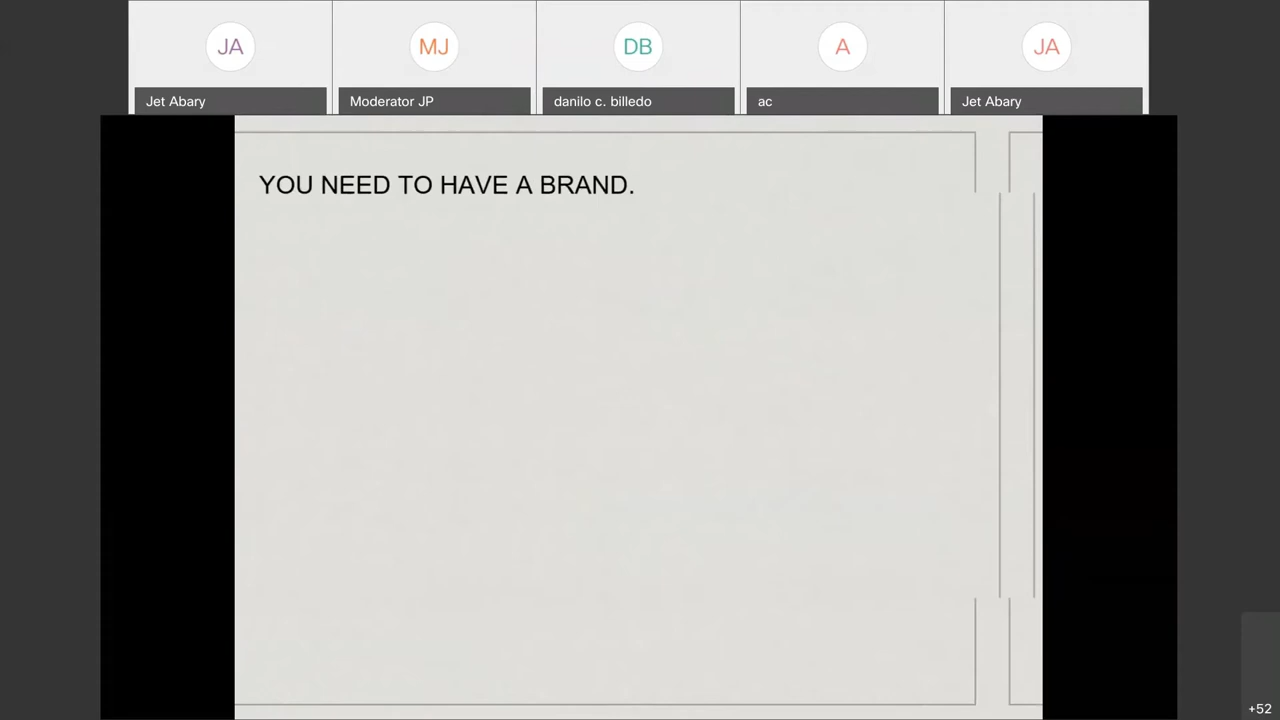 JA
MJ
DB
A
JA
Jet Abary
Moderator JP
danilo c. billedo
ac
Jet Abary
YOU NEED TO HAVE A BRAND.
+52